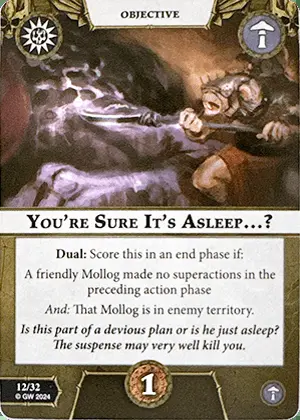 OBJECTIVE
YOU'RE SURE IT'S ASLEEP...?
Dual: Score this in an end phase if:
A friendly Mollog made no superactions in the
preceding action phase
And: That Mollog is in enemy territory.
Is this part of a devious plan or is he just asleep?
The suspense may very well kill you.
12/32
© GW 2024
1